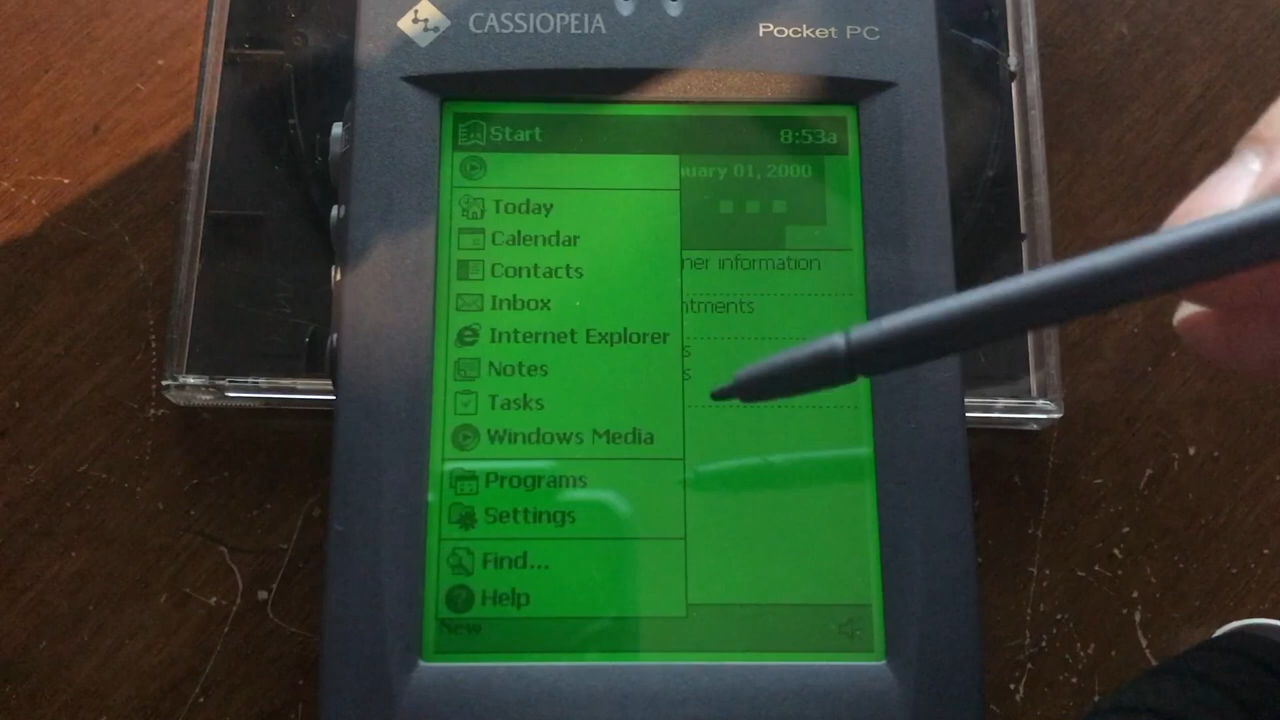 CASSIOPEIA
Pocket PC
Start 8:53a
uary 01, 2000
Today
Calendar
ner information
Contacts
Inbox
ntments
Internet Explorer
s
Notes
s
Tasks
Windows Media
Programs
Settings
Find...
Help
New